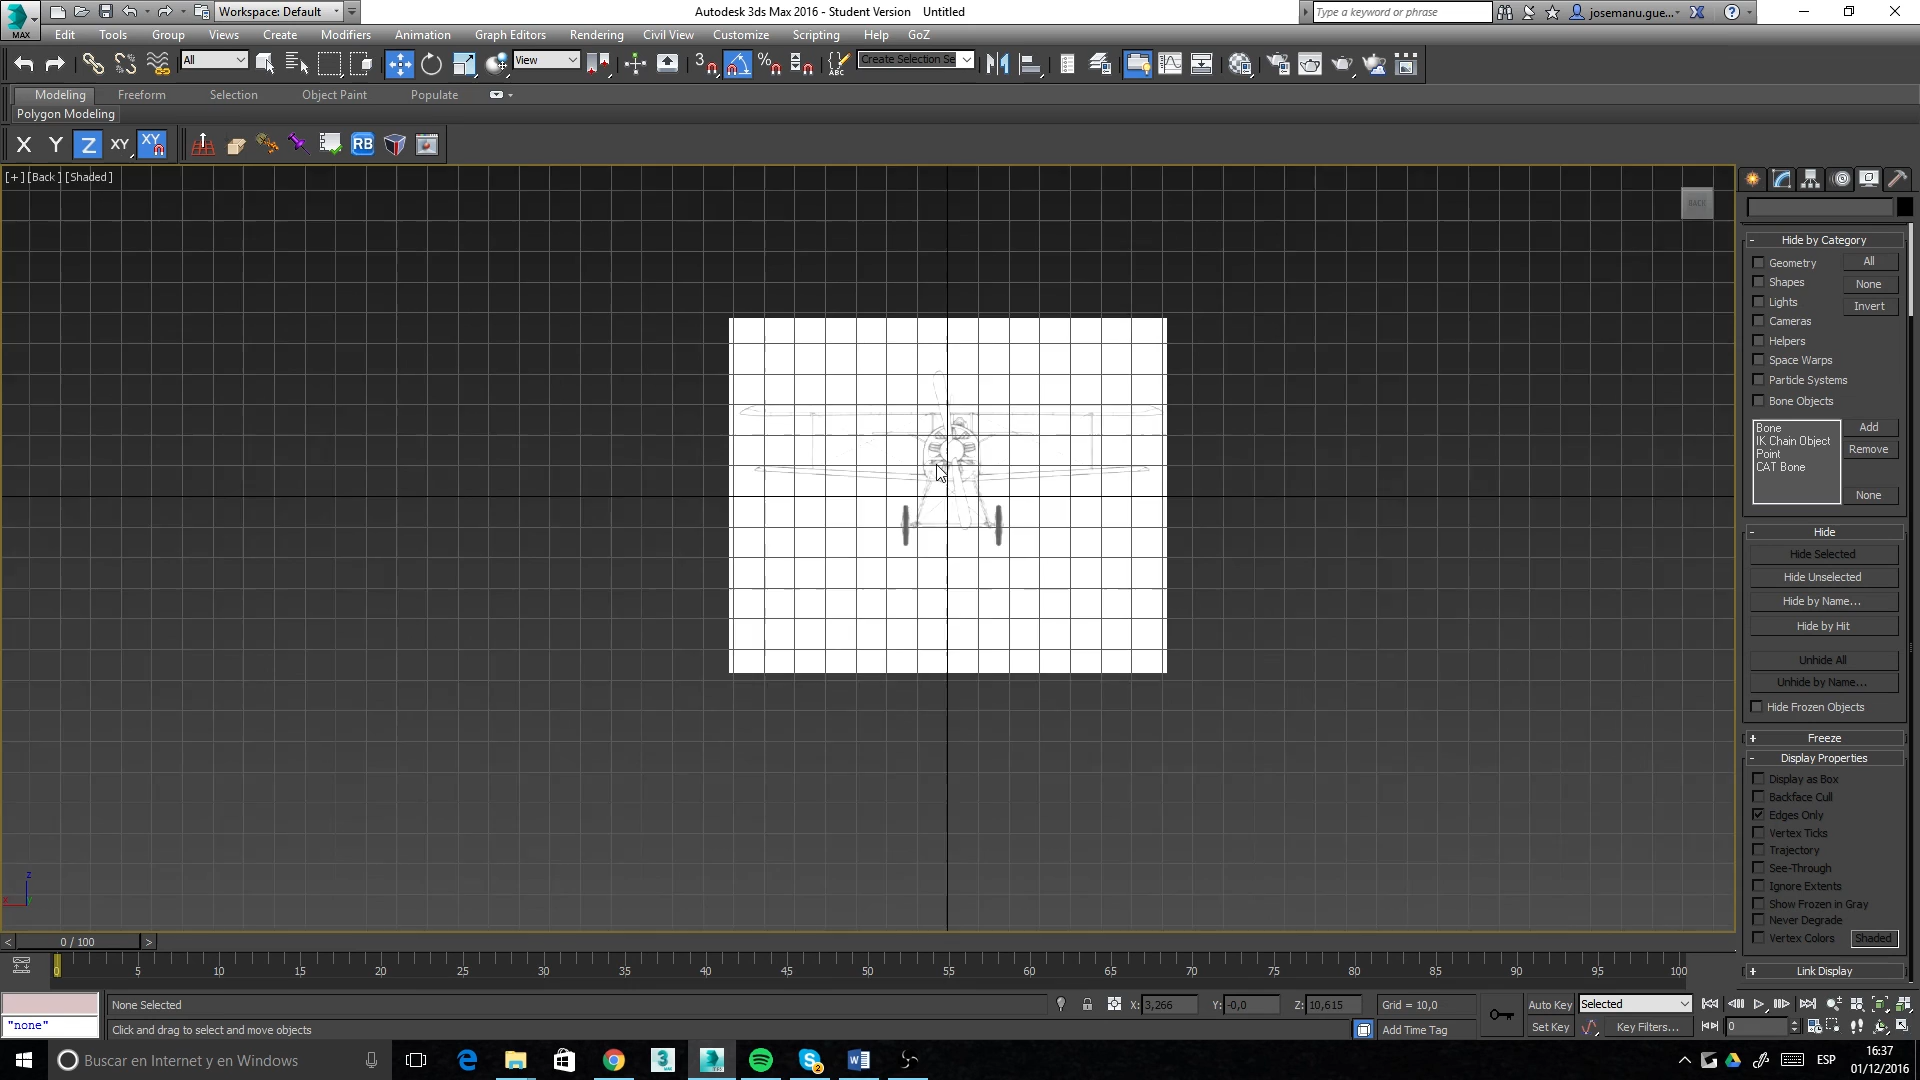 Workspace: Default
Autodesk 3ds Max 2016 - Student Version    Untitled
Type a keyword or phrase
josemanu.gue...
MAX
Edit Tools Group Views Create Modifiers Animation Graph Editors Rendering Civil View Customize Scripting Help GoZ
All
View
3
ABC
Create Selection Se
Modeling Freeform Selection Object Paint Populate
Polygon Modeling
X Y Z XY XY
RB
[+] [Back ] [Shaded ]
BACK
Hide by Category
Geometry All
Shapes None
Lights Invert
Cameras
Helpers
Space Warps
Particle Systems
Bone Objects
Bone Add
IK Chain Object
Point Remove
CAT Bone
None
- Hide
Hide Selected
Hide Unselected
Hide by Name...
Hide by Hit
Unhide All
Unhide by Name...
Hide Frozen Objects
+ Freeze
- Display Properties
Display as Box
Backface Cull
Edges Only
Vertex Ticks
Trajectory
See-Through
Ignore Extents
Show Frozen in Gray
Never Degrade
Vertex Colors Shaded
+ Link Display
z
x y
< 0 / 100 >
0 5 10 15 20 25 30 35 40 45 50 55 60 65 70 75 80 85 90 95 100
None Selected
X: 3,266 Y: -0,0 Z: 10,615 Grid = 10,0
Auto Key Selected
"none"
Click and drag to select and move objects
Add Time Tag
Set Key Key Filters... 0
Buscar en Internet y en Windows
2
ESP
16:37
01/12/2016